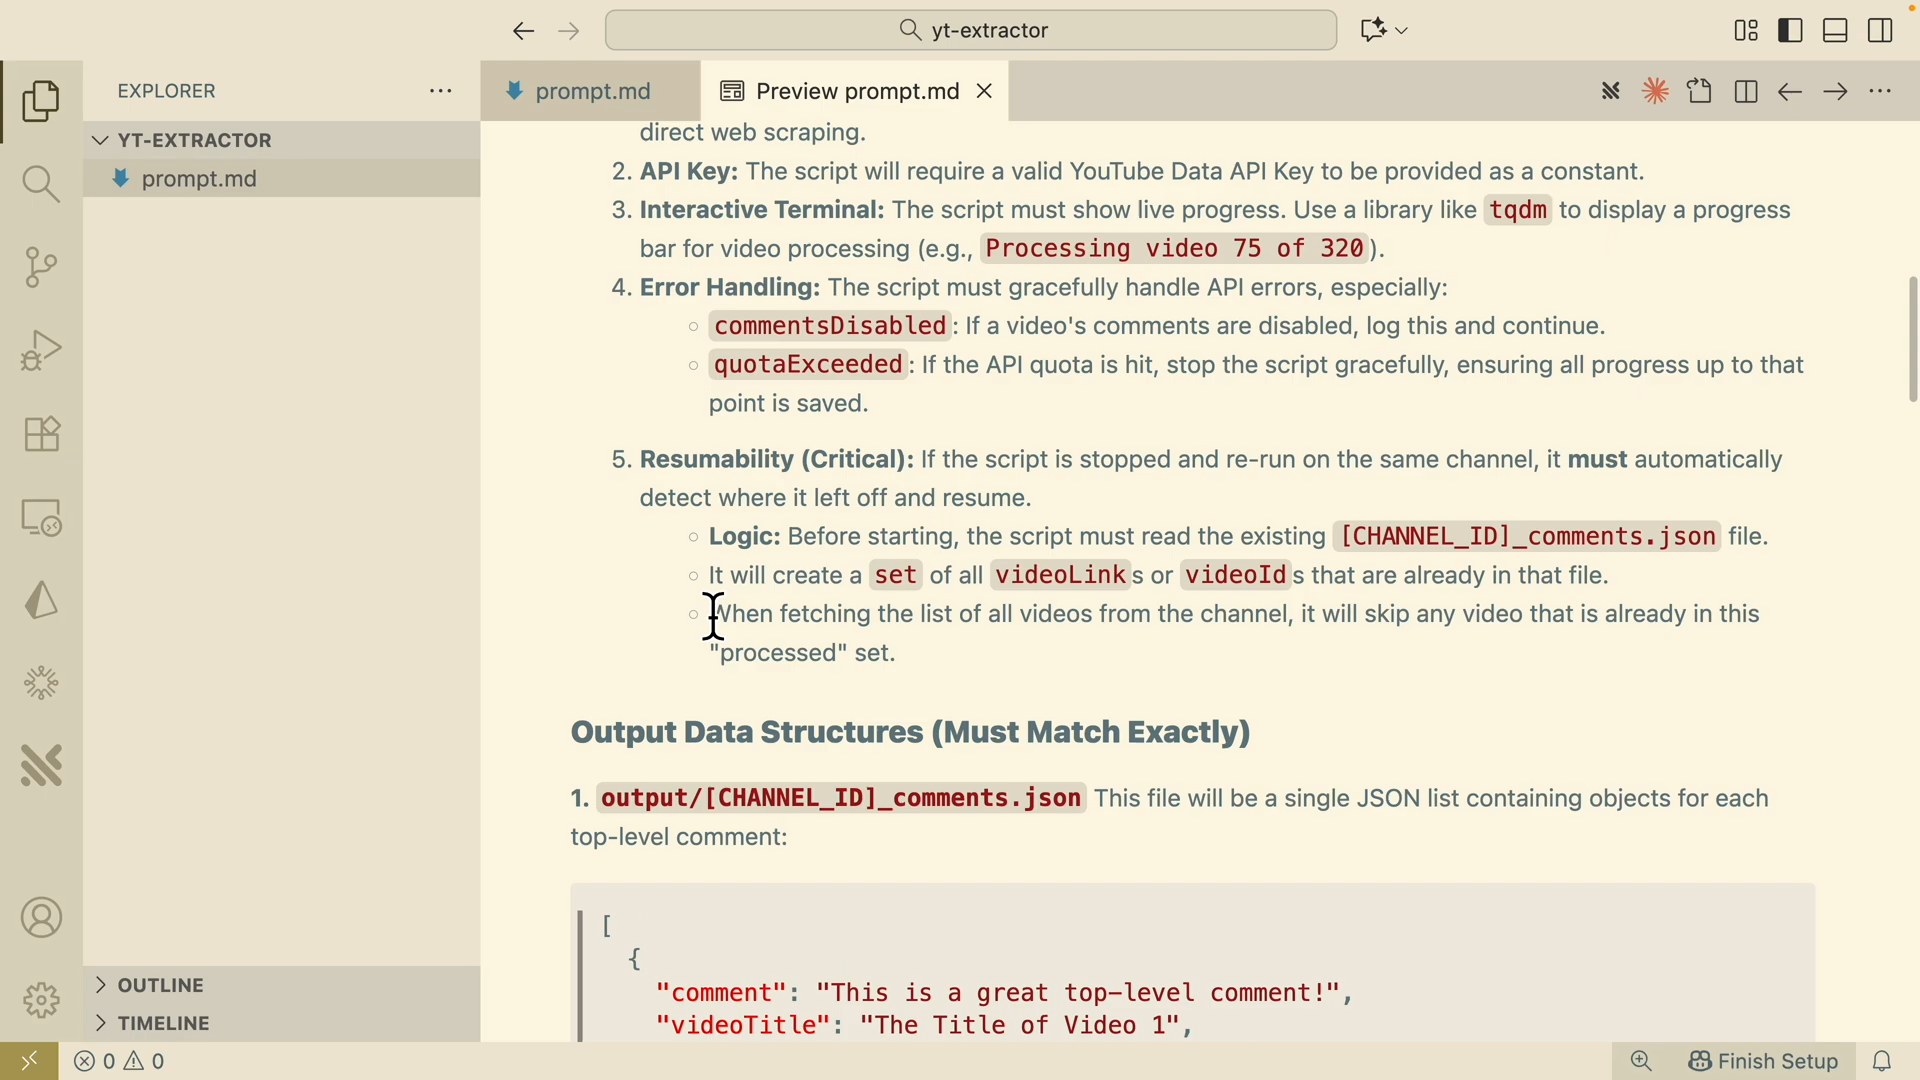 yt-extractor
EXPLORER
prompt.md
Preview prompt.md
YT-EXTRACTOR
prompt.md
direct web scraping.
2. API Key: The script will require a valid YouTube Data API Key to be provided as a constant.
3. Interactive Terminal: The script must show live progress. Use a library like tqdm to display a progress
bar for video processing (e.g., Processing video 75 of 320).
4. Error Handling: The script must gracefully handle API errors, especially:
commentsDisabled: If a video's comments are disabled, log this and continue.
quotaExceeded: If the API quota is hit, stop the script gracefully, ensuring all progress up to that
point is saved.
5. Resumability (Critical): If the script is stopped and re-run on the same channel, it must automatically
detect where it left off and resume.
Logic: Before starting, the script must read the existing [CHANNEL_ID]_comments.json file.
It will create a set of all videoLinks or videoIds that are already in that file.
When fetching the list of all videos from the channel, it will skip any video that is already in this
"processed" set.
Output Data Structures (Must Match Exactly)
1. output/[CHANNEL_ID]_comments.json This file will be a single JSON list containing objects for each
top-level comment:
[
{
"comment": "This is a great top-level comment!",
"videoTitle": "The Title of Video 1",
OUTLINE
TIMELINE
0 0
Finish Setup